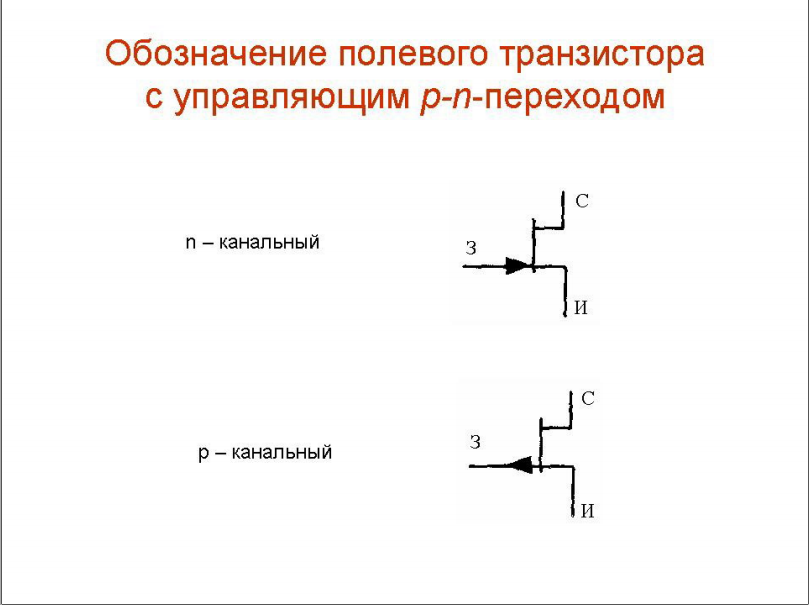 Обозначение полевого транзистора
с управляющим p-n-переходом
С
n – канальный
З
И
С
З
p – канальный
И